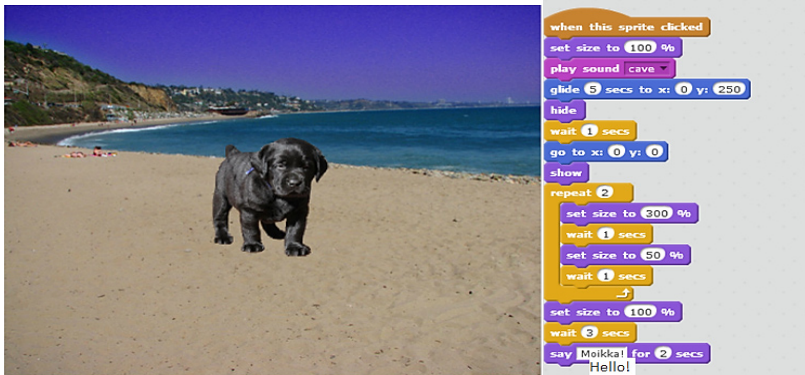 when this sprite clicked
set size to 100 %
play sound cave
glide 5 secs to x: 0 y: 250
hide
wait 1 secs
go to x: 0 y: 0
show
repeat 2
set size to 300 %
wait 1 secs
set size to 50 %
wait 1 secs
set size to 100 %
wait 3 secs
say Moikka! for 2 secs
Hello!